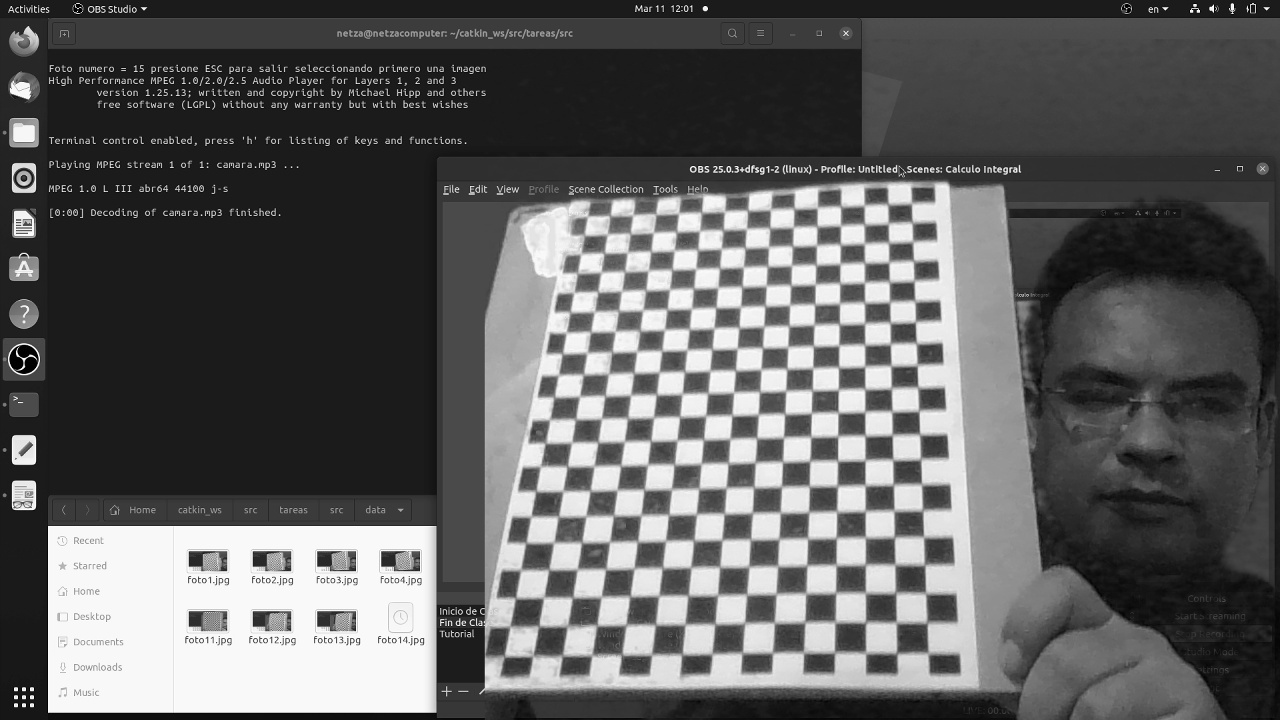 Activities
OBS Studio
Mar 11 12:01
en
netza@netzacomputer: ~/catkin_ws/src/tareas/src
Foto numero = 15 presione ESC para salir seleccionando primero una imagen
High Performance MPEG 1.0/2.0/2.5 Audio Player for Layers 1, 2 and 3
version 1.25.13; written and copyright by Michael Hipp and others
free software (LGPL) without any warranty but with best wishes
Terminal control enabled, press 'h' for listing of keys and functions.
Playing MPEG stream 1 of 1: camara.mp3 ...
MPEG 1.0 L III abr64 44100 j-s
[0:00] Decoding of camara.mp3 finished.
OBS 25.0.3+dfsg1-2 (linux) - Profile: Untitled - Scenes: Calculo Integral
File Edit View Profile Scene Collection Tools Help
Home catkin_ws src tareas src data
Recent
Starred
Home
Desktop
Documents
Downloads
Music
foto1.jpg foto2.jpg foto3.jpg foto4.jpg
foto11.jpg foto12.jpg foto13.jpg foto14.jpg
Inicio de C
Fin de Clas
Tutorial
Controls
Start Streaming